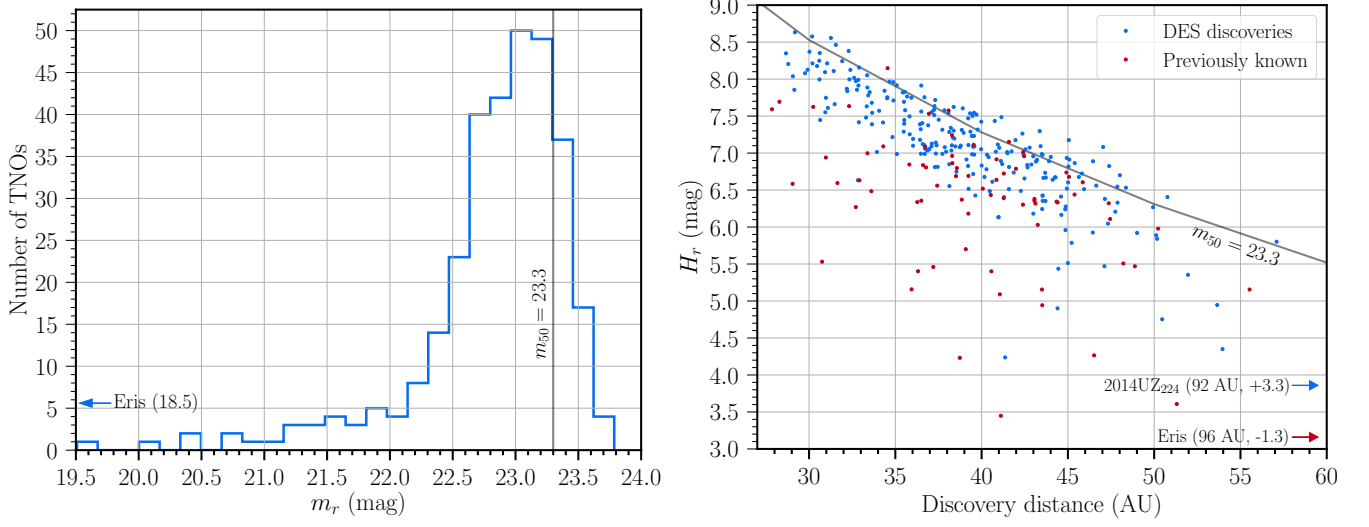 50
45
40
35
30
25
20
15
10
5
0
Number of TNOs
Eris (18.5)
m₅₀ = 23.3
19.5 20.0 20.5 21.0 21.5 22.0 22.5 23.0 23.5 24.0
mᵣ (mag)
9.0
8.5
8.0
7.5
7.0
6.5
6.0
5.5
5.0
4.5
4.0
3.5
3.0
Hᵣ (mag)
DES discoveries
Previously known
m₅₀ = 23.3
2014UZ₂₂₄ (92 AU, +3.3)
Eris (96 AU, -1.3)
30 35 40 45 50 55 60
Discovery distance (AU)